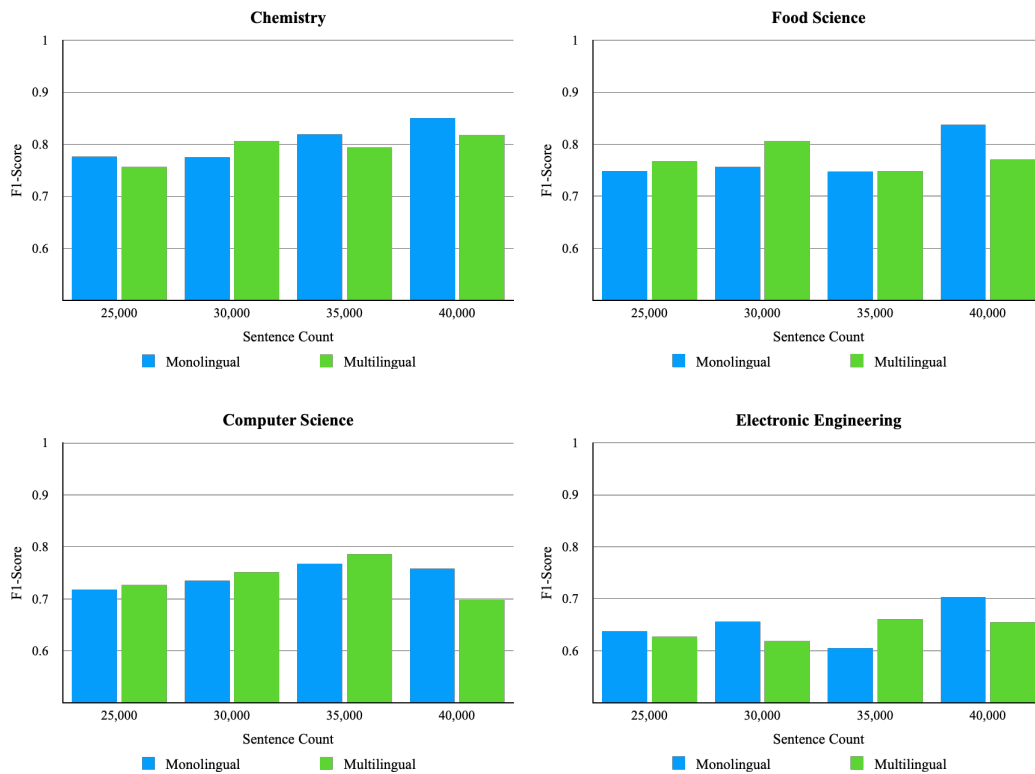 Chemistry
1
0.9
0.8
0.7
0.6
F1-Score
25,000 30,000 35,000 40,000
Sentence Count
Monolingual Multilingual
Food Science
1
0.9
0.8
0.7
0.6
F1-Score
25,000 30,000 35,000 40,000
Sentence Count
Monolingual Multilingual
Computer Science
1
0.9
0.8
0.7
0.6
F1-Score
25,000 30,000 35,000 40,000
Sentence Count
Monolingual Multilingual
Electronic Engineering
1
0.9
0.8
0.7
0.6
F1-Score
25,000 30,000 35,000 40,000
Sentence Count
Monolingual Multilingual